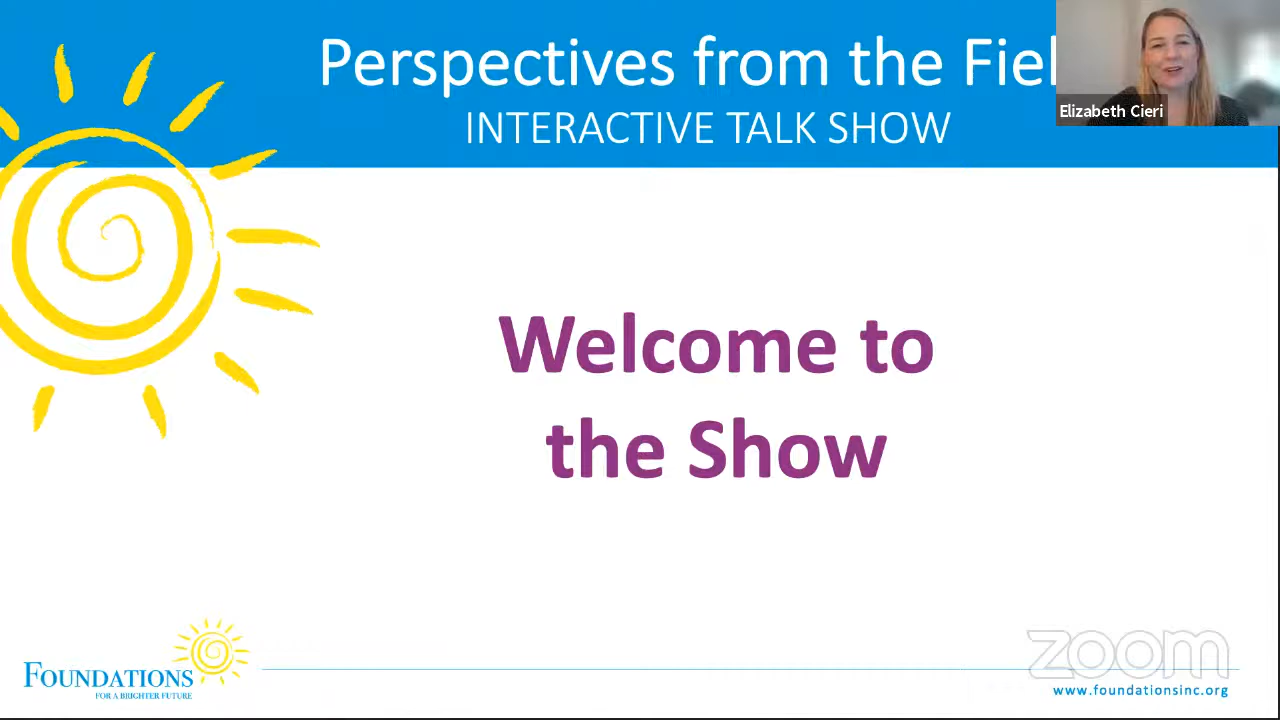 Perspectives from the Fiel
INTERACTIVE TALK SHOW
Elizabeth Cieri
Welcome to
the Show
FOUNDATIONS
FOR A BRIGHTER FUTURE
zoom
www.foundationsinc.org